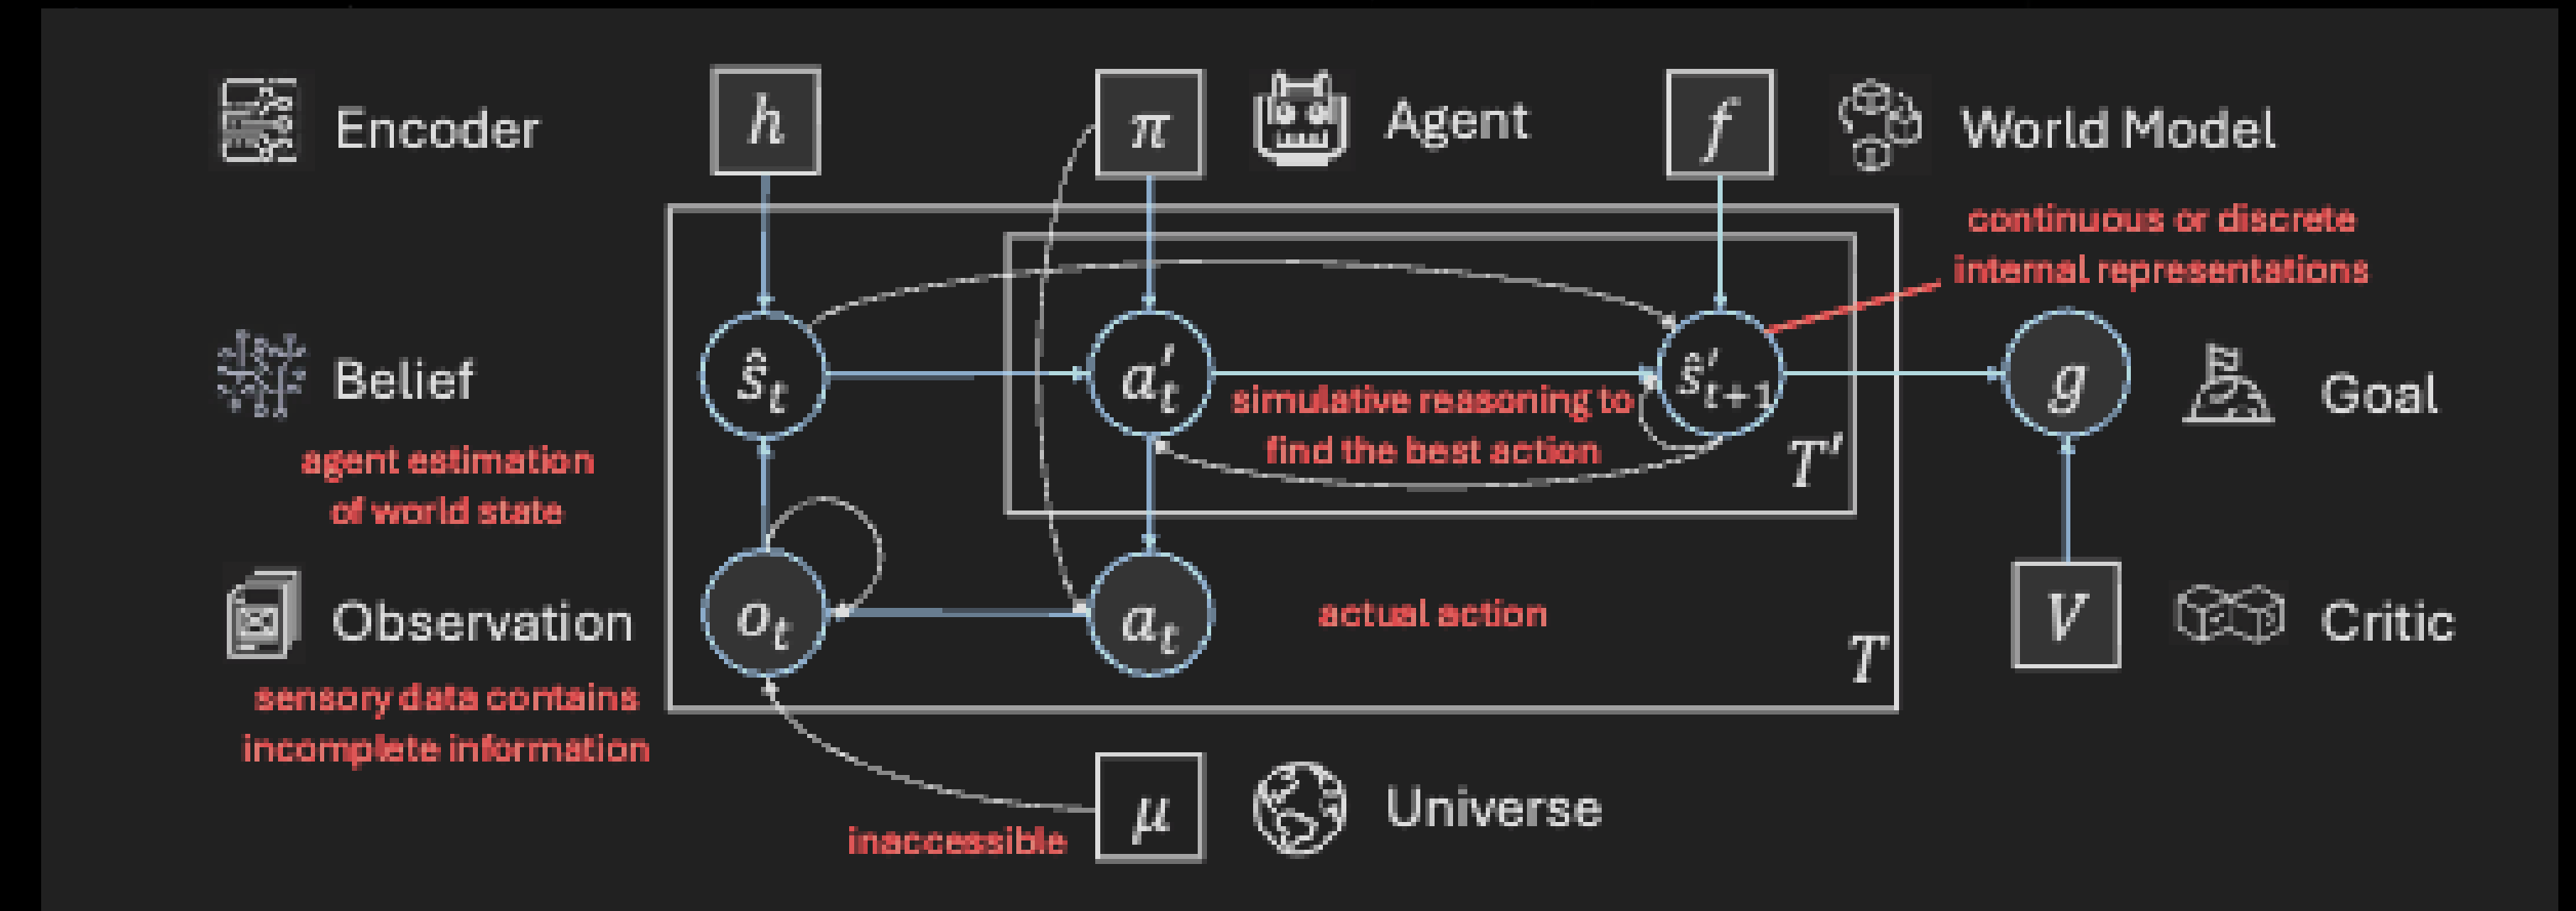 Encoder
h
π
Agent
f
World Model
continuous or discrete
internal representations
Belief
agent estimation
of world state
ŝ_t
a'_t
simulative reasoning to
find the best action
ŝ'_{t+1}
T'
g
Goal
Observation
sensory data contains
incomplete information
o_t
a_t
actual action
T
V
Critic
inaccessible
μ
Universe